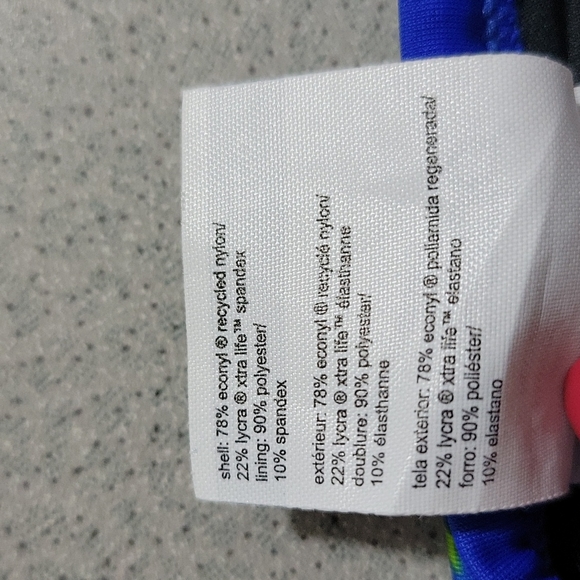 shell: 78% econyl ® recycled nylon/
22% lycra ® xtra life™ spandex
lining: 90% polyester/
10% spandex
extérieur: 78% econyl ® recyclé nylon/
22% lycra ® xtra life™ élasthanne
doublure: 90% polyester/
10% élasthanne
tela exterior: 78% econyl ® poliamida regenerada/
22% lycra ® xtra life™ elastano
forro: 90% poliéster/
10% elastano